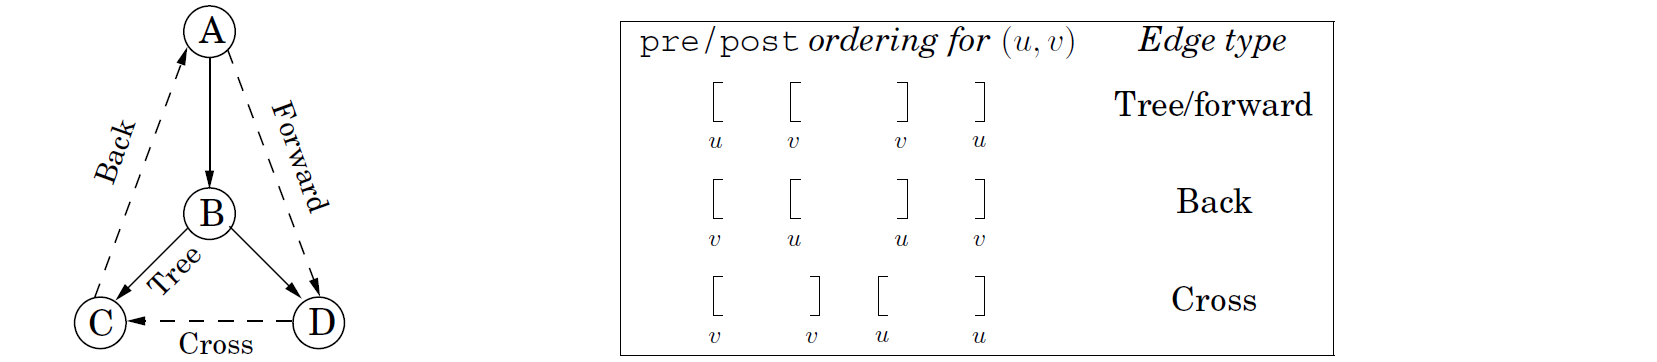 A
Back
Forward
B
Tree
C
D
Cross
pre/post ordering for (u, v) Edge type
[ [ ] ] Tree/forward
u v v u
[ [ ] ] Back
v u u v
[ ] [ ] Cross
v v u u